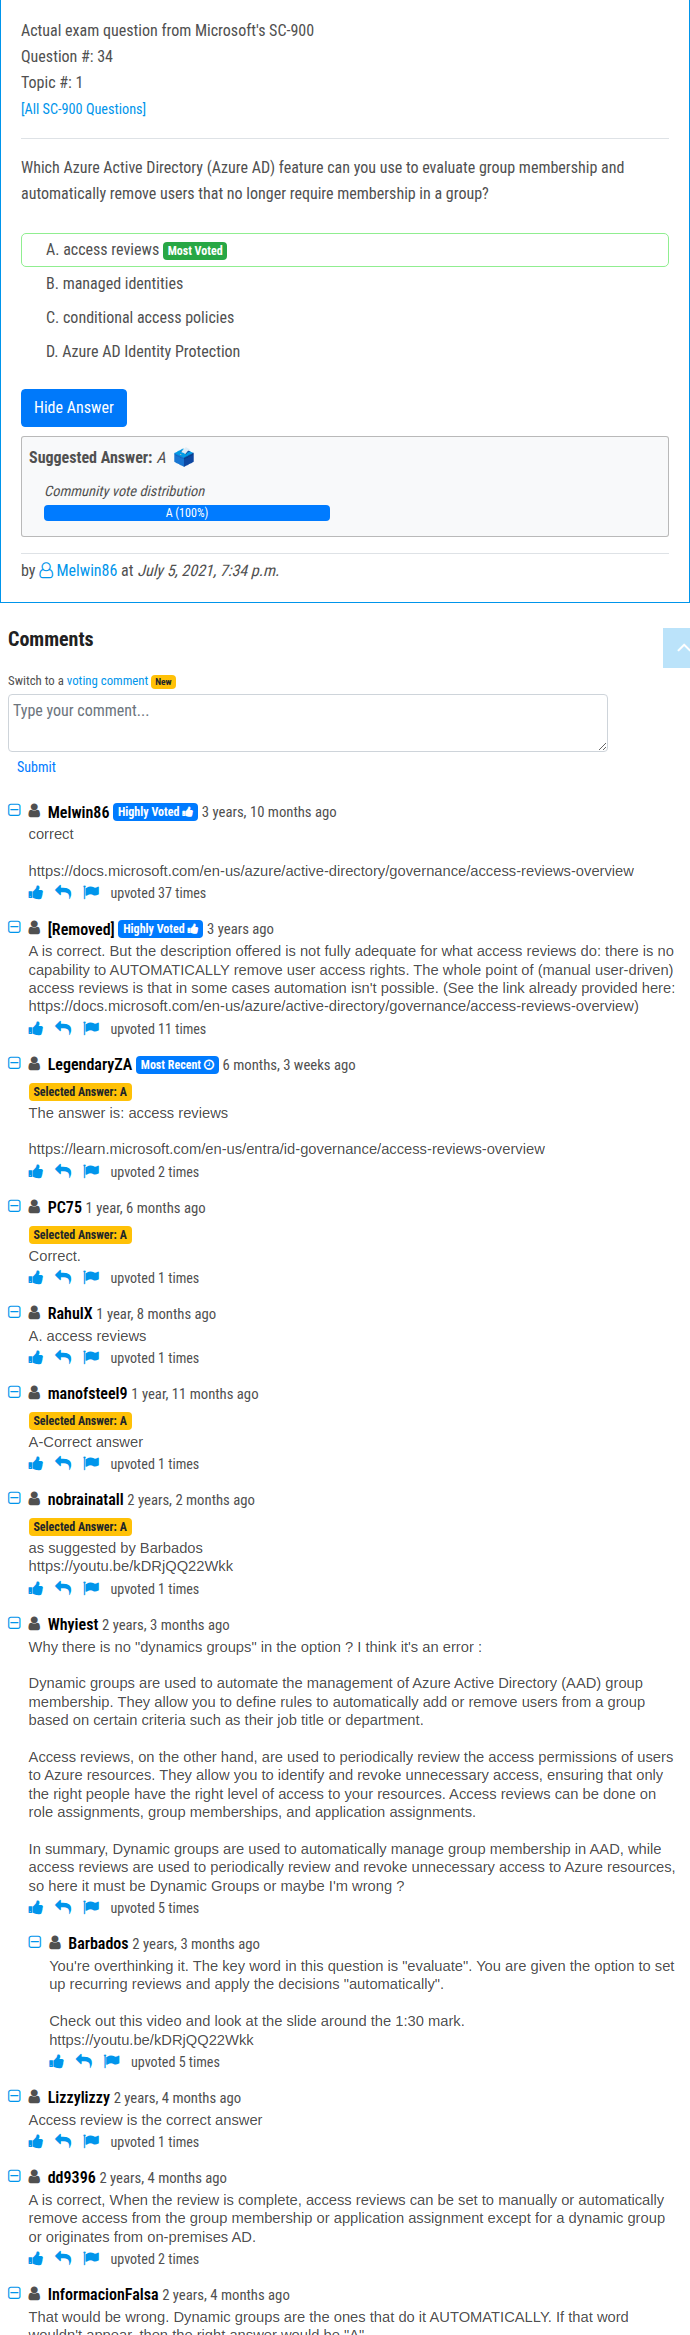 Actual exam question from Microsoft's SC-900
Question #: 34
Topic #: 1
[All SC-900 Questions]
Which Azure Active Directory (Azure AD) feature can you use to evaluate group membership and
automatically remove users that no longer require membership in a group?
A. access reviews Most Voted
B. managed identities
C. conditional access policies
D. Azure AD Identity Protection
Hide Answer
Suggested Answer: A
Community vote distribution
A (100%)
by Melwin86 at July 5, 2021, 7:34 p.m.
Comments
Switch to a voting comment New
Type your comment...
Submit
Melwin86 Highly Voted 3 years, 10 months ago
correct
https://docs.microsoft.com/en-us/azure/active-directory/governance/access-reviews-overview
upvoted 37 times
[Removed] Highly Voted 3 years ago
A is correct. But the description offered is not fully adequate for what access reviews do: there is no
capability to AUTOMATICALLY remove user access rights. The whole point of (manual user-driven)
access reviews is that in some cases automation isn't possible. (See the link already provided here:
https://docs.microsoft.com/en-us/azure/active-directory/governance/access-reviews-overview)
upvoted 11 times
LegendaryZA Most Recent 6 months, 3 weeks ago
Selected Answer: A
The answer is: access reviews
https://learn.microsoft.com/en-us/entra/id-governance/access-reviews-overview
upvoted 2 times
PC75 1 year, 6 months ago
Selected Answer: A
Correct.
upvoted 1 times
RahulX 1 year, 8 months ago
A. access reviews
upvoted 1 times
manofsteel9 1 year, 11 months ago
Selected Answer: A
A-Correct answer
upvoted 1 times
nobrainatall 2 years, 2 months ago
Selected Answer: A
as suggested by Barbados
https://youtu.be/kDRjQQ22Wkk
upvoted 1 times
Whyiest 2 years, 3 months ago
Why there is no "dynamics groups" in the option ? I think it's an error :
Dynamic groups are used to automate the management of Azure Active Directory (AAD) group
membership. They allow you to define rules to automatically add or remove users from a group
based on certain criteria such as their job title or department.
Access reviews, on the other hand, are used to periodically review the access permissions of users
to Azure resources. They allow you to identify and revoke unnecessary access, ensuring that only
the right people have the right level of access to your resources. Access reviews can be done on
role assignments, group memberships, and application assignments.
In summary, Dynamic groups are used to automatically manage group membership in AAD, while
access reviews are used to periodically review and revoke unnecessary access to Azure resources,
so here it must be Dynamic Groups or maybe I'm wrong ?
upvoted 5 times
Barbados 2 years, 3 months ago
You're overthinking it. The key word in this question is "evaluate". You are given the option to set
up recurring reviews and apply the decisions "automatically".
Check out this video and look at the slide around the 1:30 mark.
https://youtu.be/kDRjQQ22Wkk
upvoted 5 times
Lizzylizzy 2 years, 4 months ago
Access review is the correct answer
upvoted 1 times
dd9396 2 years, 4 months ago
A is correct, When the review is complete, access reviews can be set to manually or automatically
remove access from the group membership or application assignment except for a dynamic group
or originates from on-premises AD.
upvoted 2 times
InformacionFalsa 2 years, 4 months ago
That would be wrong. Dynamic groups are the ones that do it AUTOMATICALLY. If that word
wouldn't appear, then the right answer would be "A"